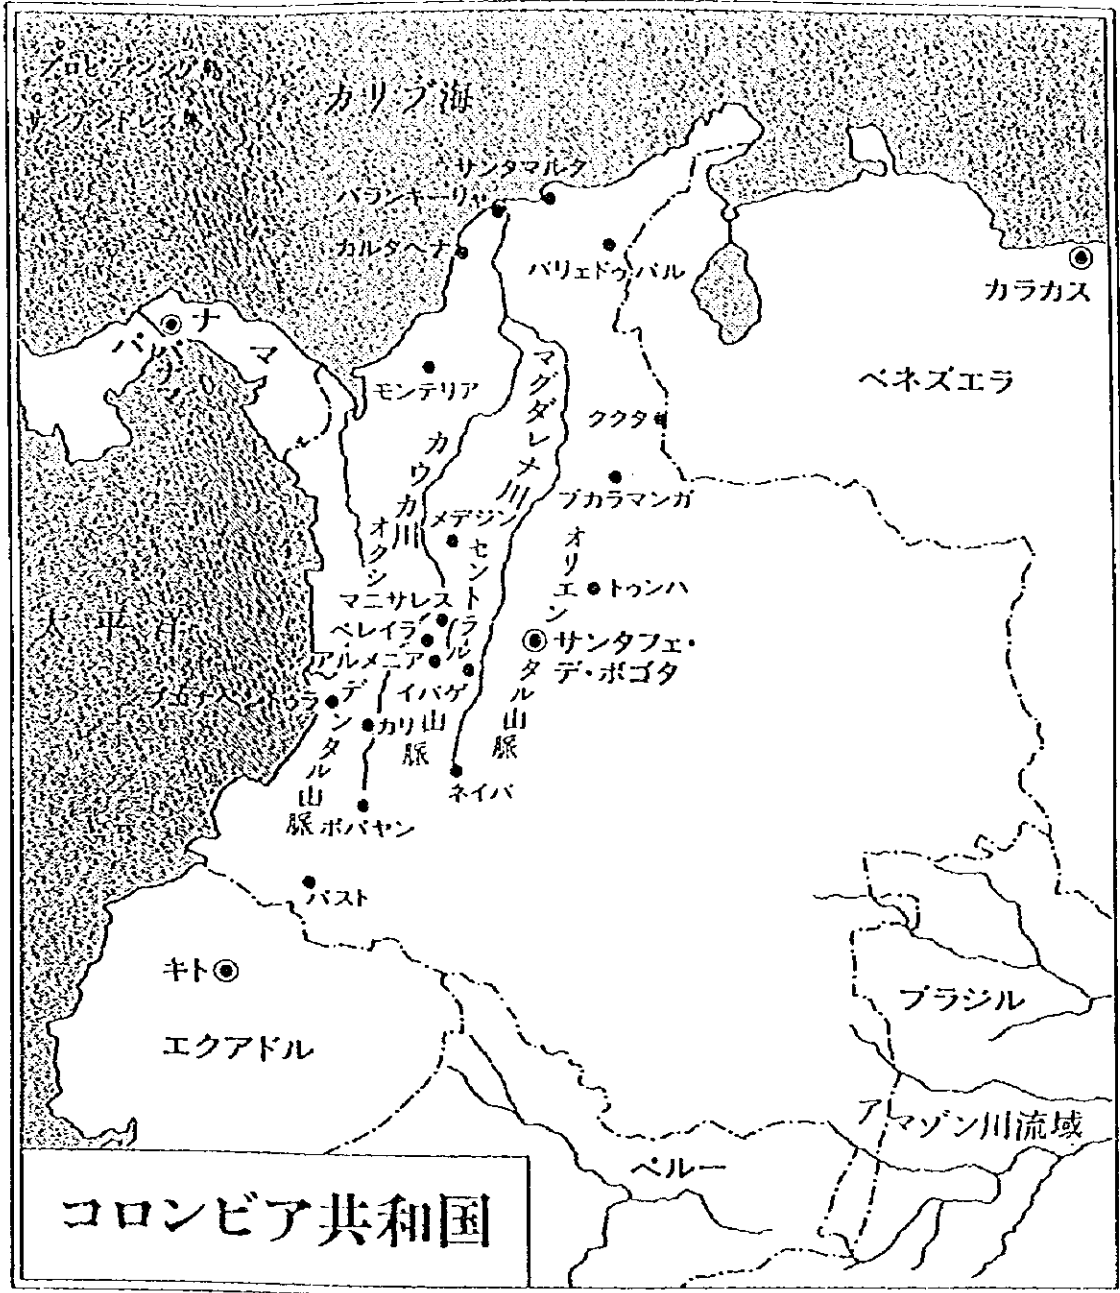 プロビデンシア島
サンアンドレス島
カリブ海
サンタマルタ
バランキーリャ
カルタヘナ
バリェドゥパル
カラカス
パナマ
パナマ
モンテリア
マグダレメ川
ベネズエラ
ククタ
カウカ川
ブカラマンガ
メデジン
オクシデンタル山脈
セントラル山脈
オリエンタル山脈
トゥンハ
マニサレス
太平洋
ペレイラ
サンタフェ・
デ・ボゴタ
アルメニア
イバゲ
ブエナベントゥラ
カリ
ネイバ
ポパヤン
パスト
キト
エクアドル
ブラジル
アマゾン川流域
ペルー
コロンビア共和国